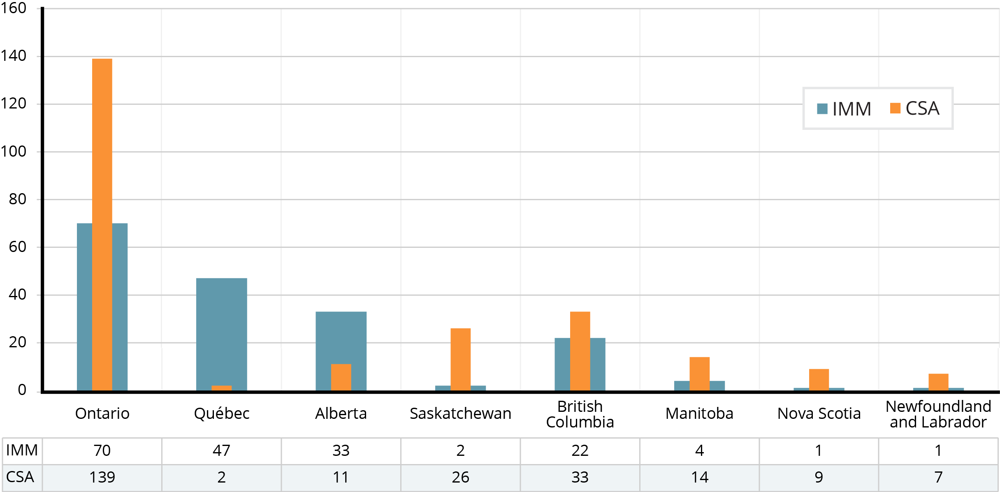 160
140
120
100
80
60
40
20
0
IMM CSA
Ontario Québec Alberta Saskatchewan British Columbia Manitoba Nova Scotia Newfoundland and Labrador
IMM 70 47 33 2 22 4 1 1
CSA 139 2 11 26 33 14 9 7